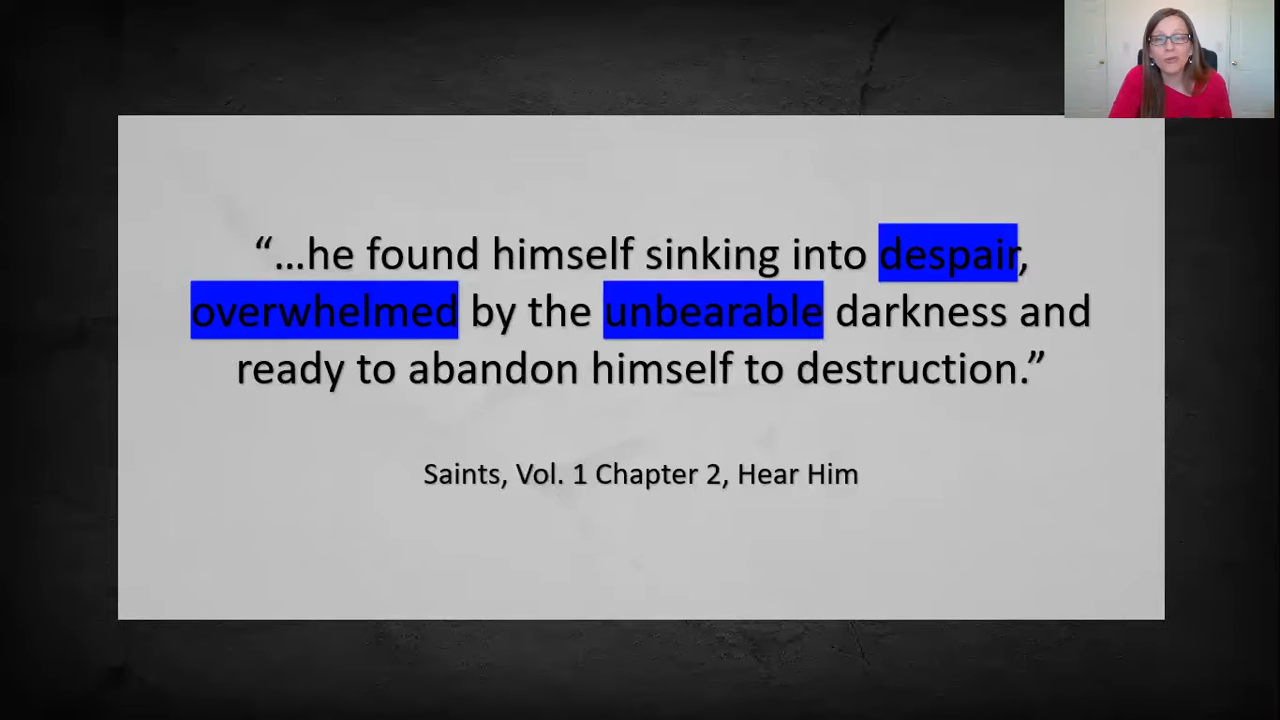 “...he found himself sinking into despair,
overwhelmed by the unbearable darkness and
ready to abandon himself to destruction.”
Saints, Vol. 1 Chapter 2, Hear Him